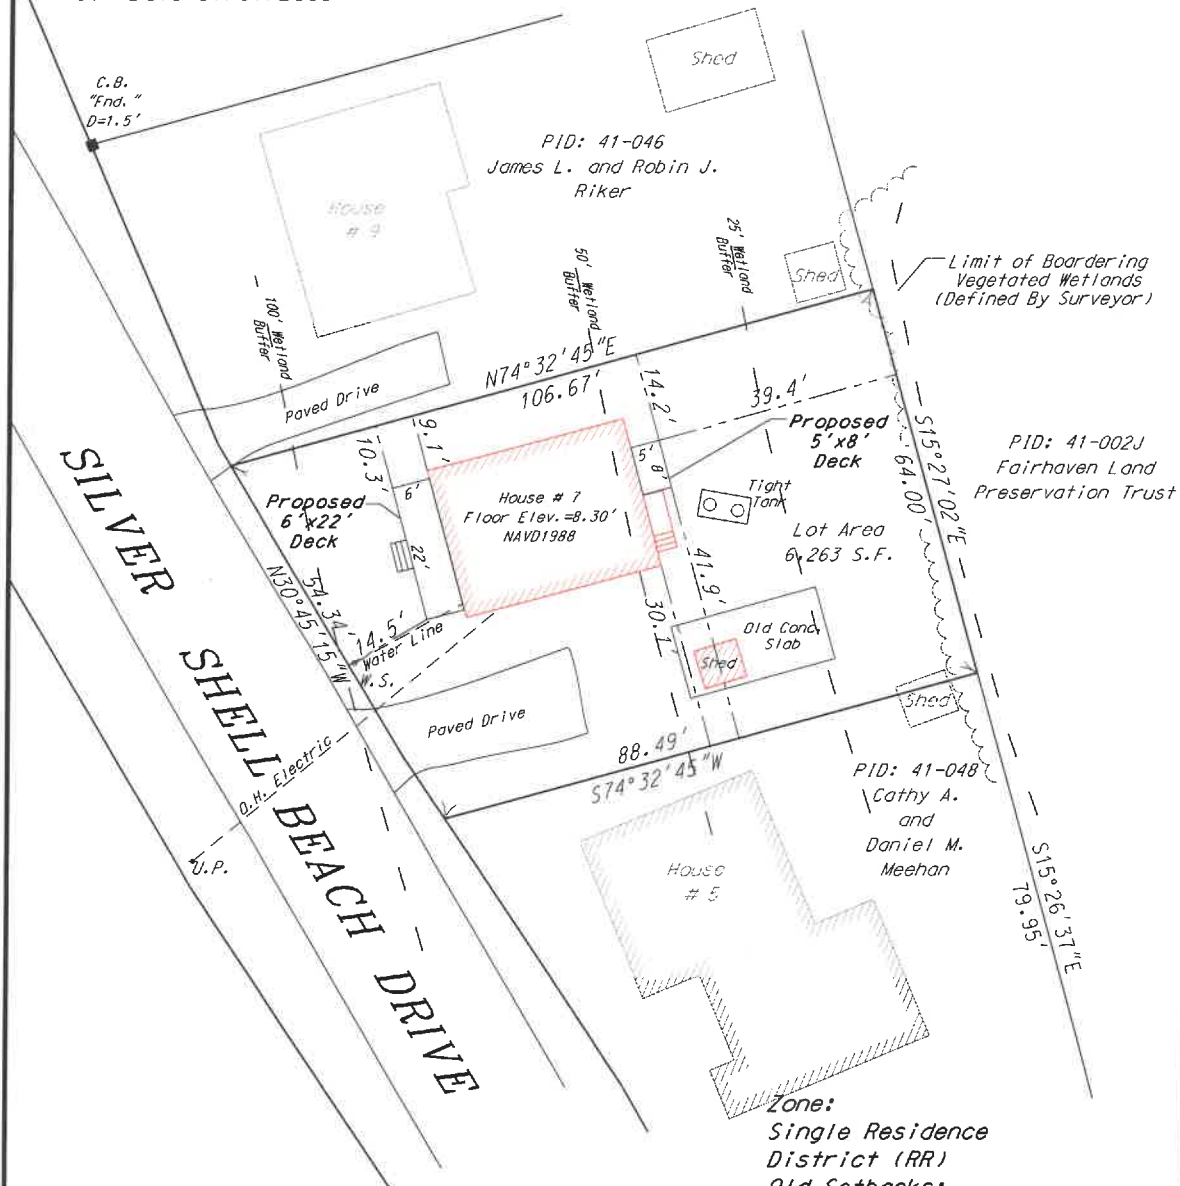 C.B.
"Fnd."
D=1.5'
Shed
PID: 41-046
James L. and Robin J.
Riker
House
# 9
100' Wetland
Buffer
50' Wetland
Buffer
25' Wetland
Buffer
Shed
Limit of Boardering
Vegetated Wetlands
(Defined By Surveyor)
Paved Drive
N74°32'45"E
106.67'
14.2'
39.4'
9.1'
10.3'
Proposed
5'x8'
Deck
5'
8'
S15°27'02"E
64.00'
PID: 41-002J
Fairhaven Land
Preservation Trust
Proposed
6'x22'
Deck
6'
22'
House # 7
Floor Elev.=8.30'
NAVD1988
Tight
Tank
Lot Area
6,263 S.F.
41.9'
30.1'
N30°45'15"W
54.34'
14.5'
Water Line
W.S.
Old Conc.
Slab
Shed
Shed
Paved Drive
88.49'
S74°32'45"W
O.H. Electric
U.P.
SILVER SHELL BEACH DRIVE
PID: 41-048
Cathy A.
and
Daniel M.
Meehan
House
# 5
S15°26'37"E
79.95'
Zone:
Single Residence
District (RR)
Old Setbacks: